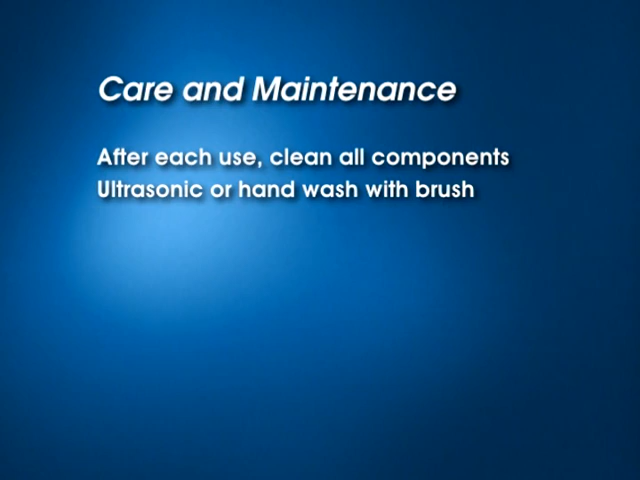 Care and Maintenance
After each use, clean all components
Ultrasonic or hand wash with brush